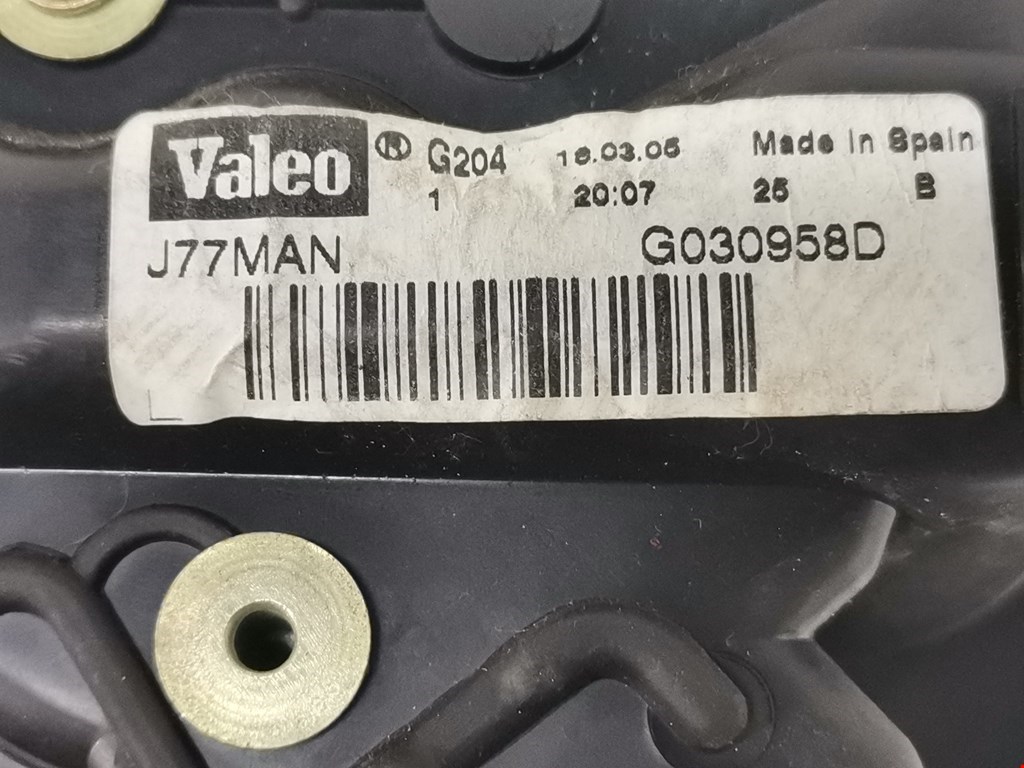 Valeo ® G204 18.03.05 Made in Spain
1 20:07 25 B
J77MAN G030958D